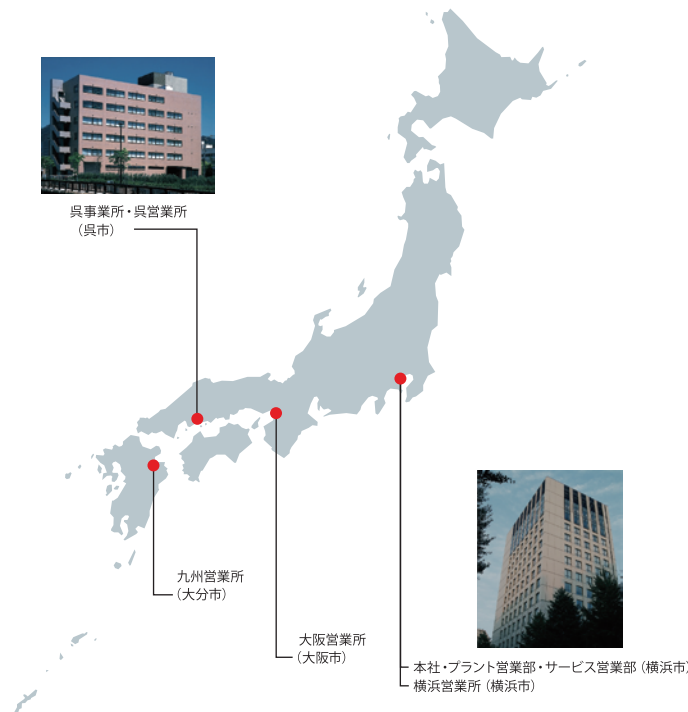 呉事業所・呉営業所
（呉市）
九州営業所
（大分市）
大阪営業所
（大阪市）
本社・プラント営業部・サービス営業部（横浜市）
横浜営業所（横浜市）